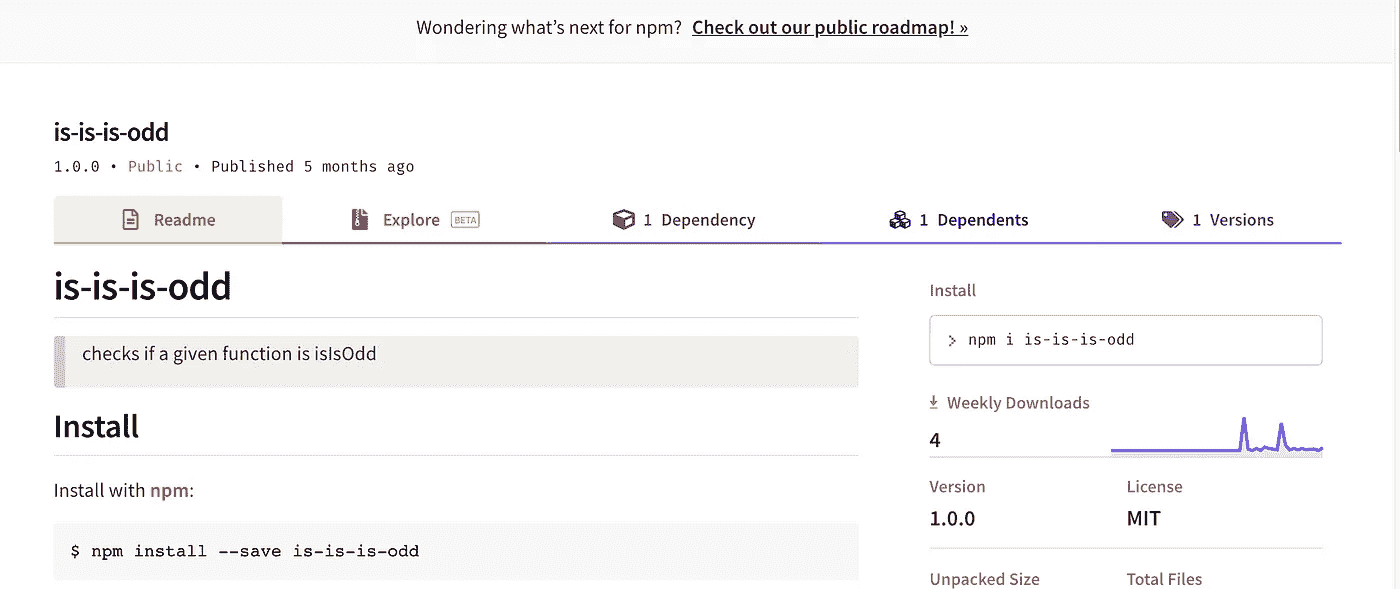 Wondering what's next for npm? Check out our public roadmap! »
is-is-is-odd
1.0.0 • Public • Published 5 months ago
Readme
Explore BETA
1 Dependency
1 Dependents
1 Versions
is-is-is-odd
checks if a given function is isIsOdd
Install
Install with npm:
$ npm install --save is-is-is-odd
Install
> npm i is-is-is-odd
Weekly Downloads
4
Version License
1.0.0 MIT
Unpacked Size Total Files